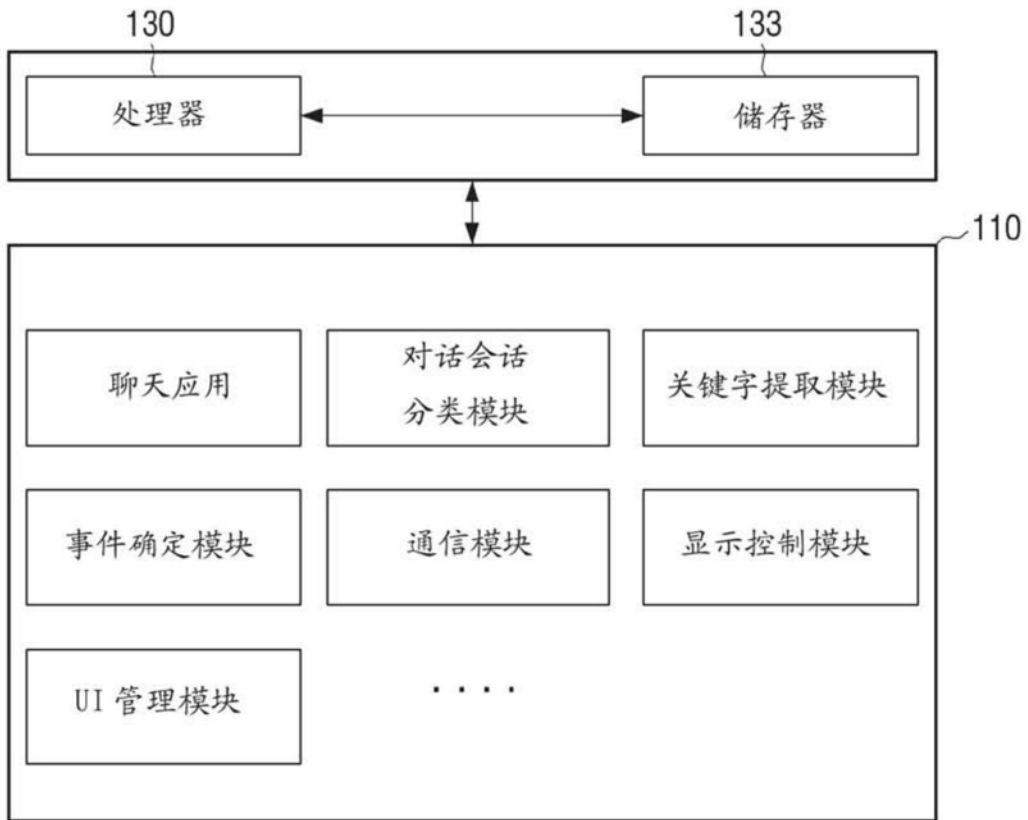 130
133
处理器
储存器
110
聊天应用
对话会话
分类模块
关键字提取模块
事件确定模块
通信模块
显示控制模块
UI 管理模块
....